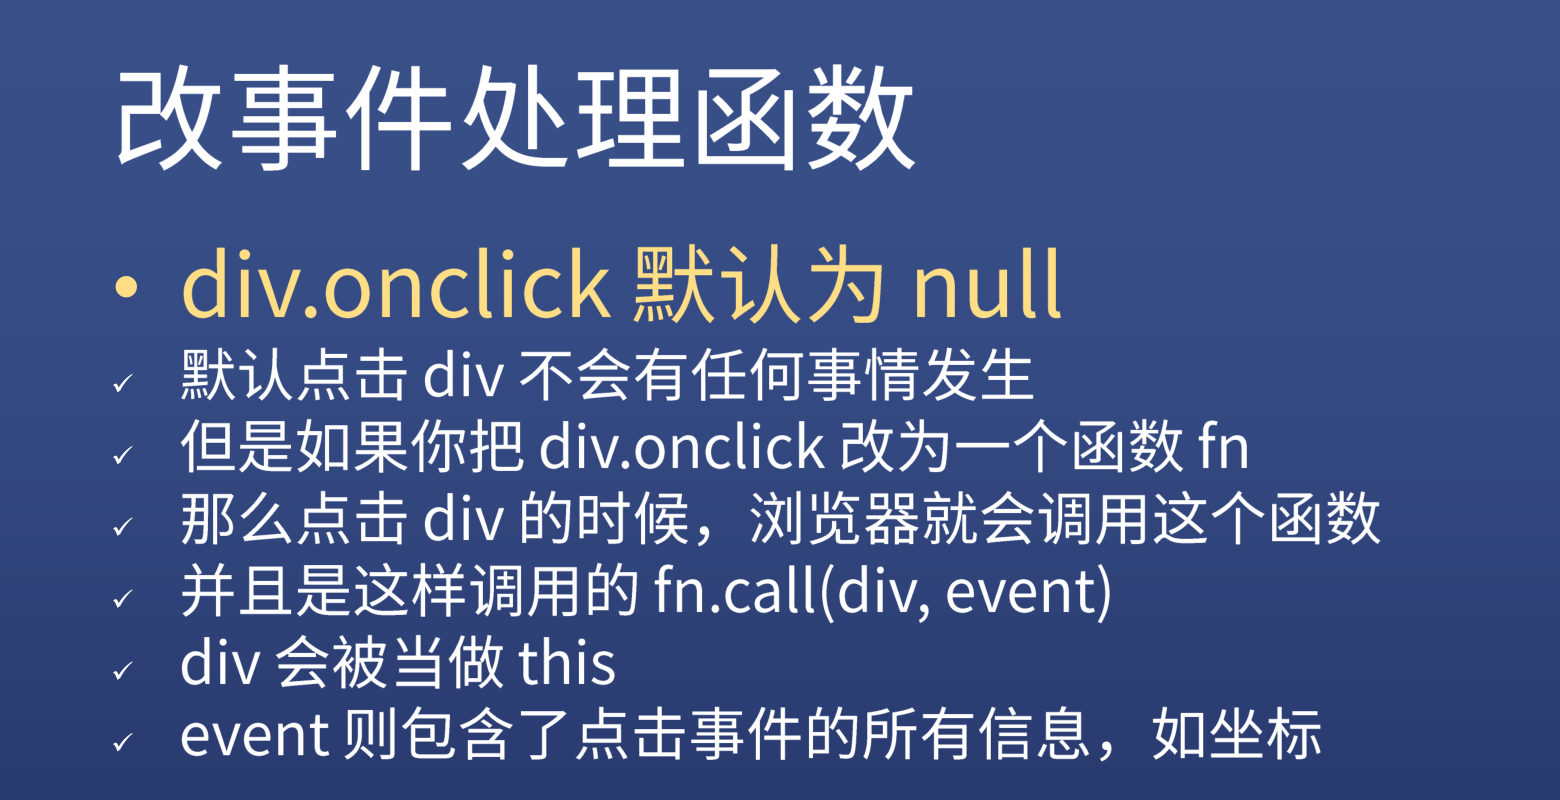 改事件处理函数
• div.onclick 默认为 null
✓ 默认点击 div 不会有任何事情发生
✓ 但是如果你把 div.onclick 改为一个函数 fn
✓ 那么点击 div 的时候，浏览器就会调用这个函数
✓ 并且是这样调用的 fn.call(div, event)
✓ div 会被当做 this
✓ event 则包含了点击事件的所有信息，如坐标